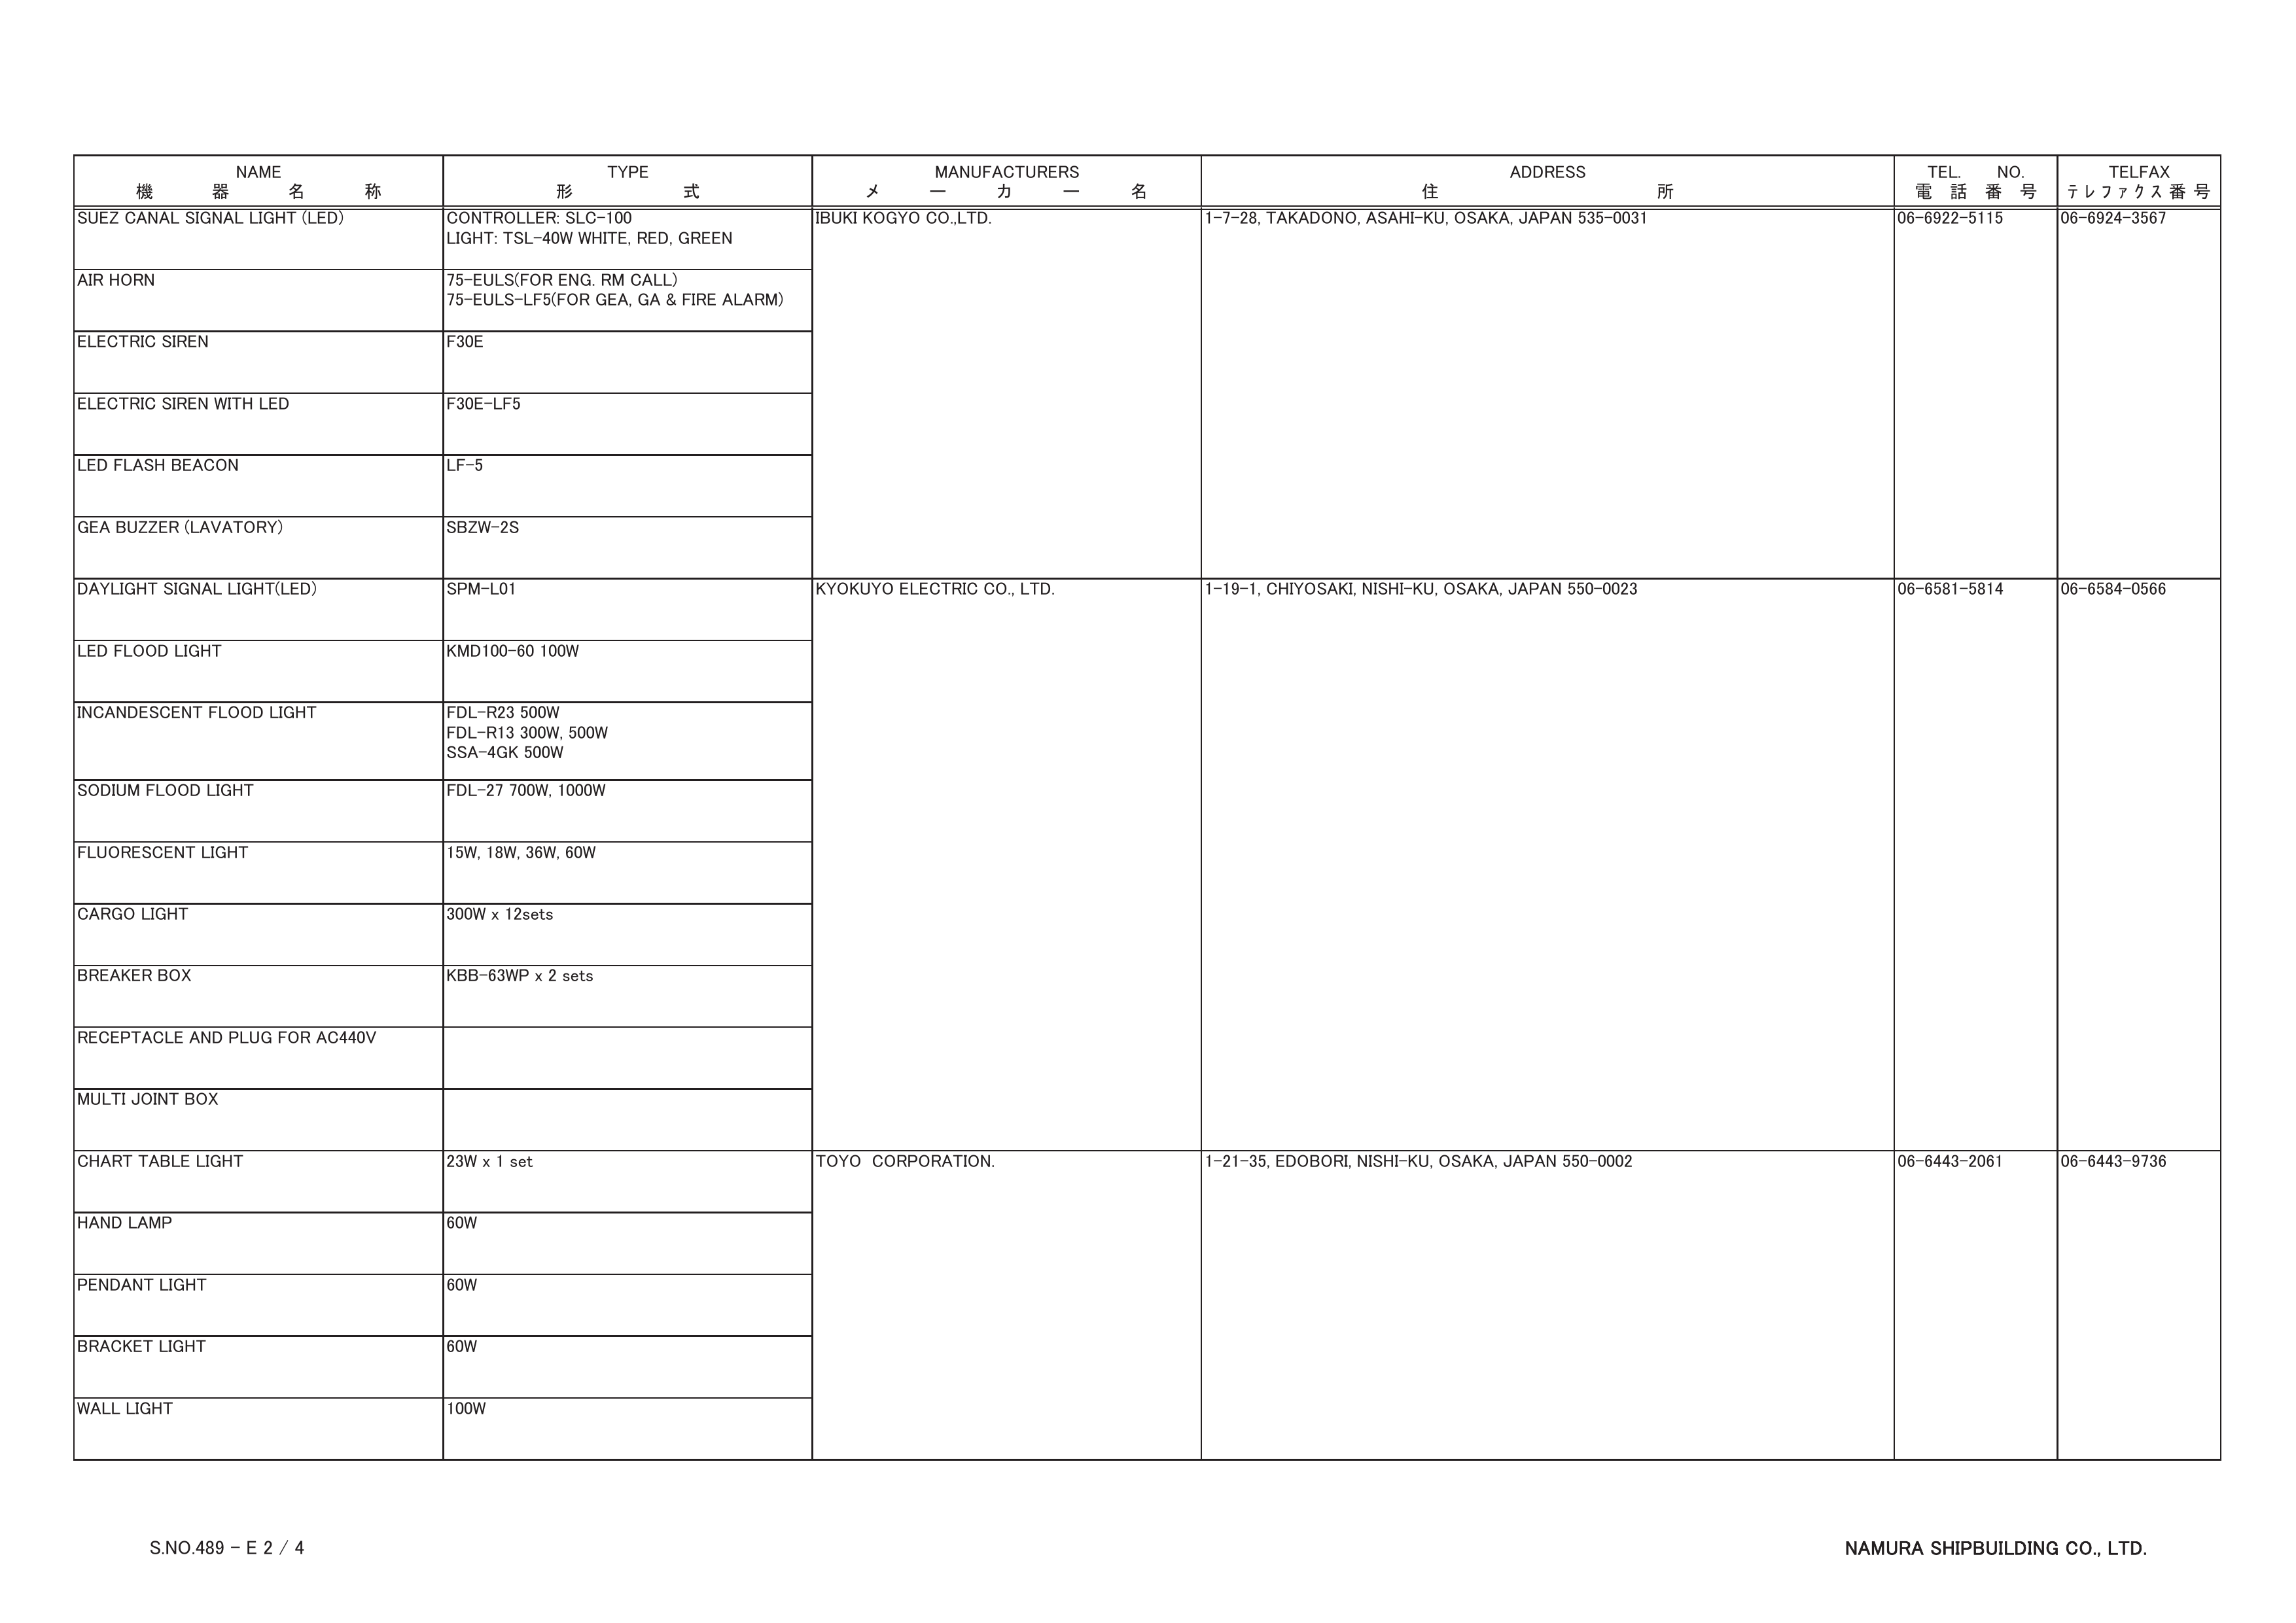 NAME TYPE MANUFACTURERS ADDRESS TEL. NO. TELFAX
機器名称 形式 メーカー名 住所 電話番号 テレファクス番号
SUEZ CANAL SIGNAL LIGHT (LED) CONTROLLER: SLC-100 IBUKI KOGYO CO.,LTD. 1-7-28, TAKADONO, ASAHI-KU, OSAKA, JAPAN 535-0031 06-6922-5115 06-6924-3567
LIGHT: TSL-40W WHITE, RED, GREEN
AIR HORN 75-EULS(FOR ENG. RM CALL)
75-EULS-LF5(FOR GEA, GA & FIRE ALARM)
ELECTRIC SIREN F30E
ELECTRIC SIREN WITH LED F30E-LF5
LED FLASH BEACON LF-5
GEA BUZZER (LAVATORY) SBZW-2S
DAYLIGHT SIGNAL LIGHT(LED) SPM-L01 KYOKUYO ELECTRIC CO., LTD. 1-19-1, CHIYOSAKI, NISHI-KU, OSAKA, JAPAN 550-0023 06-6581-5814 06-6584-0566
LED FLOOD LIGHT KMD100-60 100W
INCANDESCENT FLOOD LIGHT FDL-R23 500W
FDL-R13 300W, 500W
SSA-4GK 500W
SODIUM FLOOD LIGHT FDL-27 700W, 1000W
FLUORESCENT LIGHT 15W, 18W, 36W, 60W
CARGO LIGHT 300W x 12sets
BREAKER BOX KBB-63WP x 2 sets
RECEPTACLE AND PLUG FOR AC440V
MULTI JOINT BOX
CHART TABLE LIGHT 23W x 1 set TOYO CORPORATION. 1-21-35, EDOBORI, NISHI-KU, OSAKA, JAPAN 550-0002 06-6443-2061 06-6443-9736
HAND LAMP 60W
PENDANT LIGHT 60W
BRACKET LIGHT 60W
WALL LIGHT 100W
S.NO.489 - E 2 / 4 NAMURA SHIPBUILDING CO., LTD.